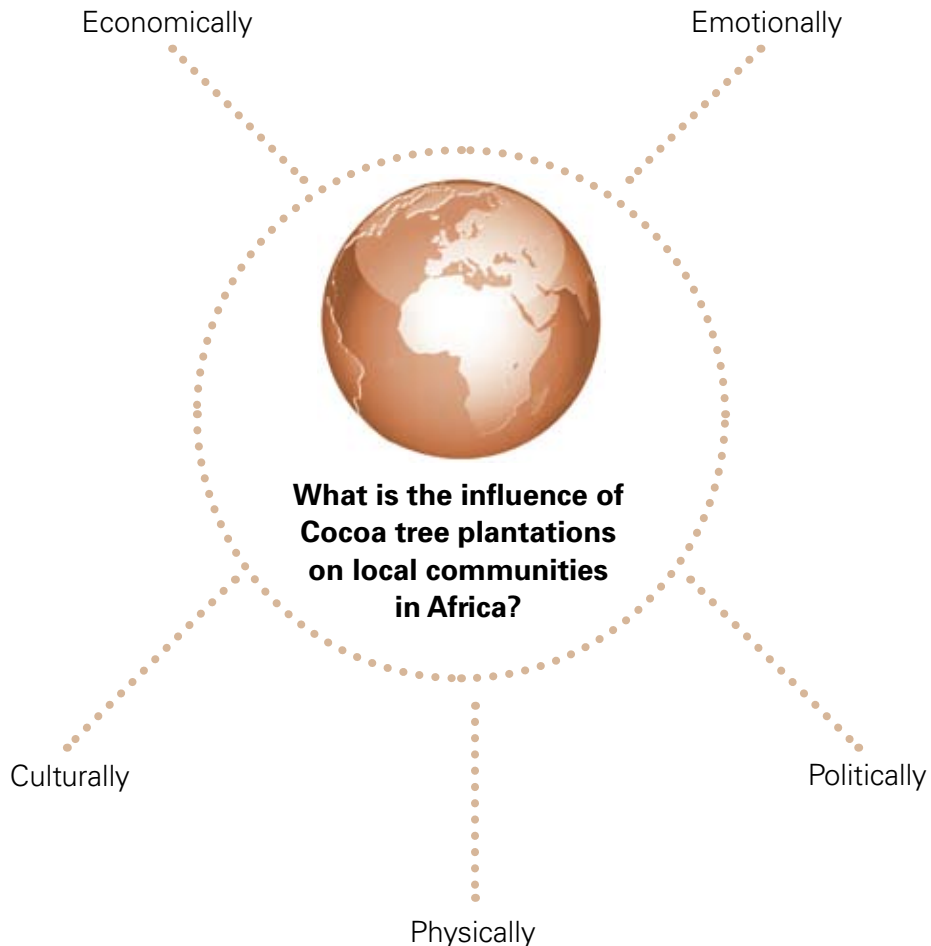 Economically
Emotionally
What is the influence of
Cocoa tree plantations
on local communities
in Africa?
Culturally
Politically
Physically